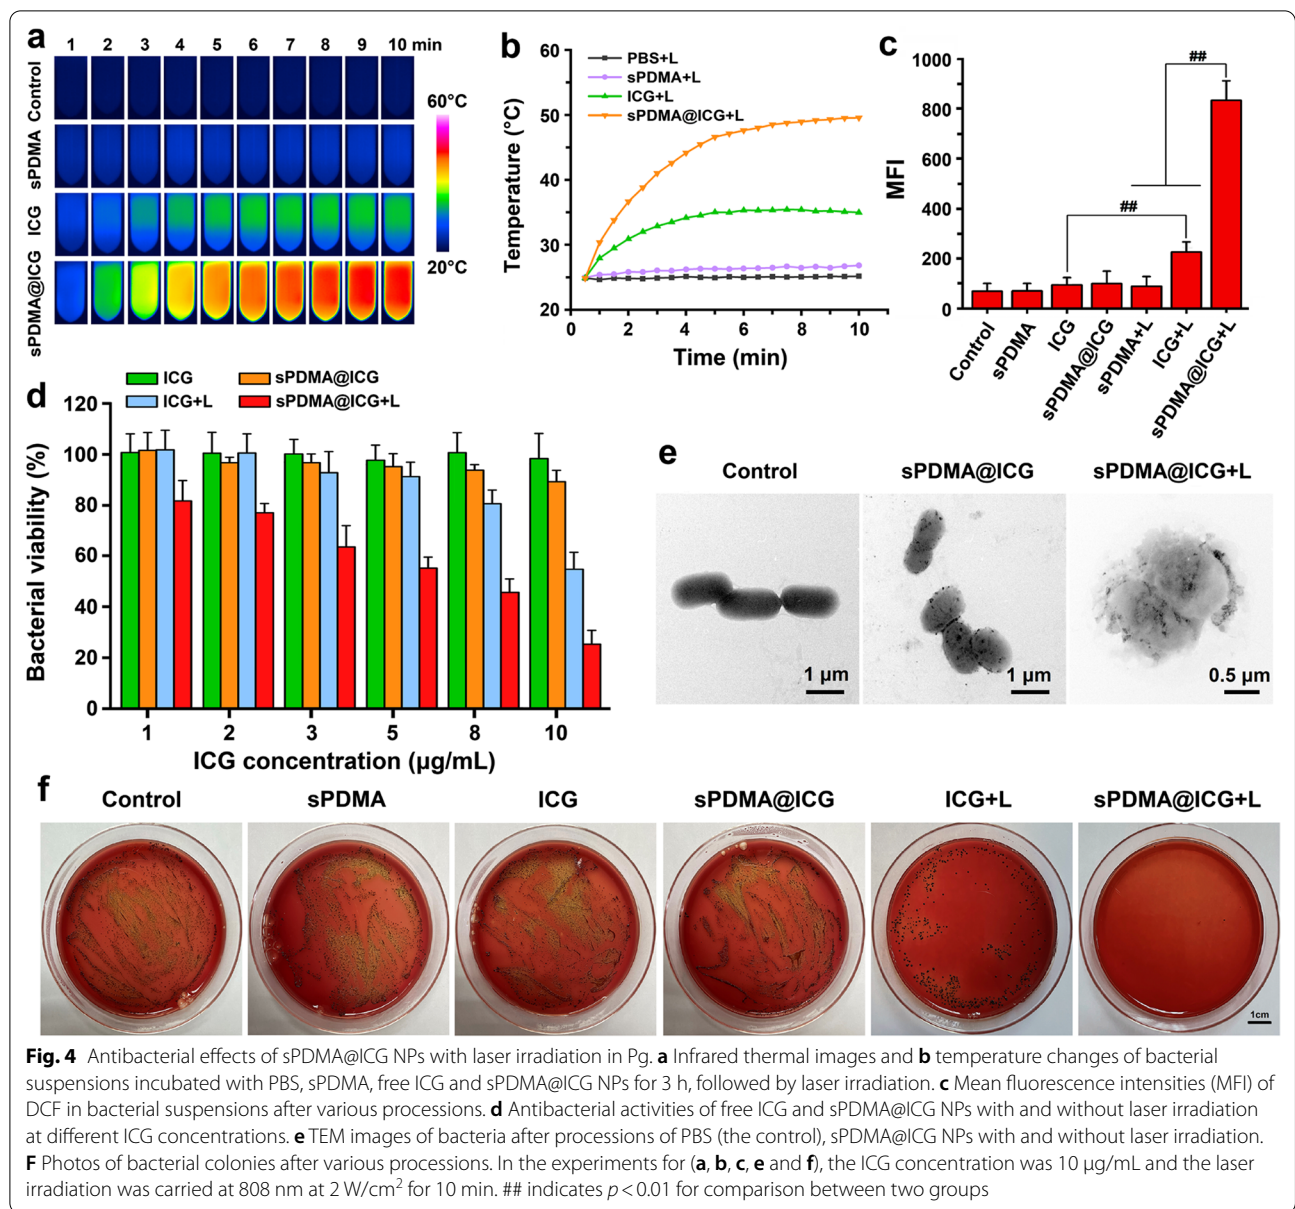 a
1 2 3 4 5 6 7 8 9 10 min
Control
sPDMA
ICG
sPDMA@ICG
60°C
20°C
b
Temperature (°C)
60
50
40
30
20
PBS+L
sPDMA+L
ICG+L
sPDMA@ICG+L
0 2 4 6 8 10
Time (min)
c
MFI
1000
800
600
400
200
0
##
##
Control
sPDMA
ICG
sPDMA@ICG
sPDMA+L
ICG+L
sPDMA@ICG+L
d
ICG
sPDMA@ICG
ICG+L
sPDMA@ICG+L
Bacterial viability (%)
120
100
80
60
40
20
0
1 2 3 5 8 10
ICG concentration (µg/mL)
e
Control sPDMA@ICG sPDMA@ICG+L
1 µm
1 µm
0.5 µm
f
Control sPDMA ICG sPDMA@ICG ICG+L sPDMA@ICG+L
1cm
Fig. 4 Antibacterial effects of sPDMA@ICG NPs with laser irradiation in Pg. a Infrared thermal images and b temperature changes of bacterial
suspensions incubated with PBS, sPDMA, free ICG and sPDMA@ICG NPs for 3 h, followed by laser irradiation. c Mean fluorescence intensities (MFI) of
DCF in bacterial suspensions after various processions. d Antibacterial activities of free ICG and sPDMA@ICG NPs with and without laser irradiation
at different ICG concentrations. e TEM images of bacteria after processions of PBS (the control), sPDMA@ICG NPs with and without laser irradiation.
F Photos of bacterial colonies after various processions. In the experiments for (a, b, c, e and f), the ICG concentration was 10 µg/mL and the laser
irradiation was carried at 808 nm at 2 W/cm² for 10 min. ## indicates p < 0.01 for comparison between two groups